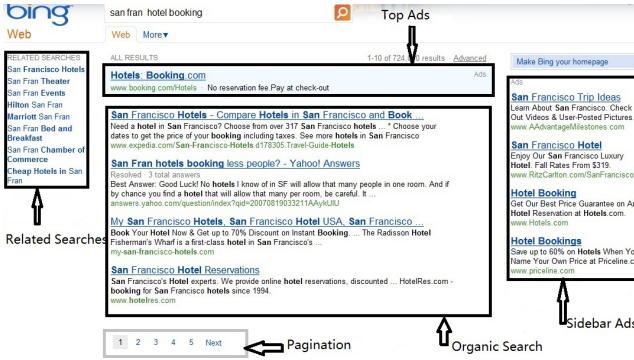 bing
san fran hotel booking
Top Ads
Web
Web More▼
RELATED SEARCHES
San Francisco Hotels
San Fran Theater
San Fran Events
Hilton San Fran
Marriott San Fran
San Fran Bed and
Breakfast
San Fran Chamber of
Commerce
Cheap Hotels in San
Fran
Related Searches
ALL RESULTS
1-10 of 724, results Advanced
Hotels: Booking.com
Ads
www.booking.com/Hotels No reservation fee.Pay at check-out
San Francisco Hotels - Compare Hotels in San Francisco and Book ...
Need a hotel in San Francisco? Choose from over 317 San Francisco hotels ... * Choose your
dates to get the price of your booking including taxes. See more hotels in San Francisco
www.expedia.com/San-Francisco-Hotels.d178305.Travel-Guide-Hotels
San Fran hotels booking less people? - Yahoo! Answers
Resolved · 3 total answers
Best Answer: Good Luck! No hotels I know of in SF will allow that many people in one room. And if
by chance you find a hotel that will allow that many per room, be careful. It ...
answers.yahoo.com/question/index?qid=20070819033211AAykUIU
My San Francisco Hotels, San Francisco Hotel USA, San Francisco ...
Book Your Hotel Now & Get up to 70% Discount on Instant Booking. ... The Radisson Hotel
Fisherman's Wharf is a first-class hotel in San Francisco's ...
my-san-francisco-hotels.com
San Francisco Hotel Reservations
San Francisco's Hotel experts. We provide online hotel reservations, discounted ... HotelRes.com -
booking for San Francisco hotels since 1994.
www.hotelres.com
1 2 3 4 5 Next
Pagination
Organic Search
Make Bing your homepage
Ads
San Francisco Trip Ideas
Learn About San Francisco. Check
Out Videos & User-Posted Pictures.
www.AAdvantageMilestones.com
San Francisco Hotel
Enjoy Our San Francisco Luxury
Hotel. Fall Rates From $319.
www.RitzCarlton.com/SanFrancisco
Hotel Booking
Get Our Best Price Guarantee on
Hotel Reservation at Hotels.com.
www.Hotels.com
Hotel Bookings
Save up to 60% on Hotels When Yo
Name Your Own Price at Priceline.c
www.priceline.com
Sidebar Ads